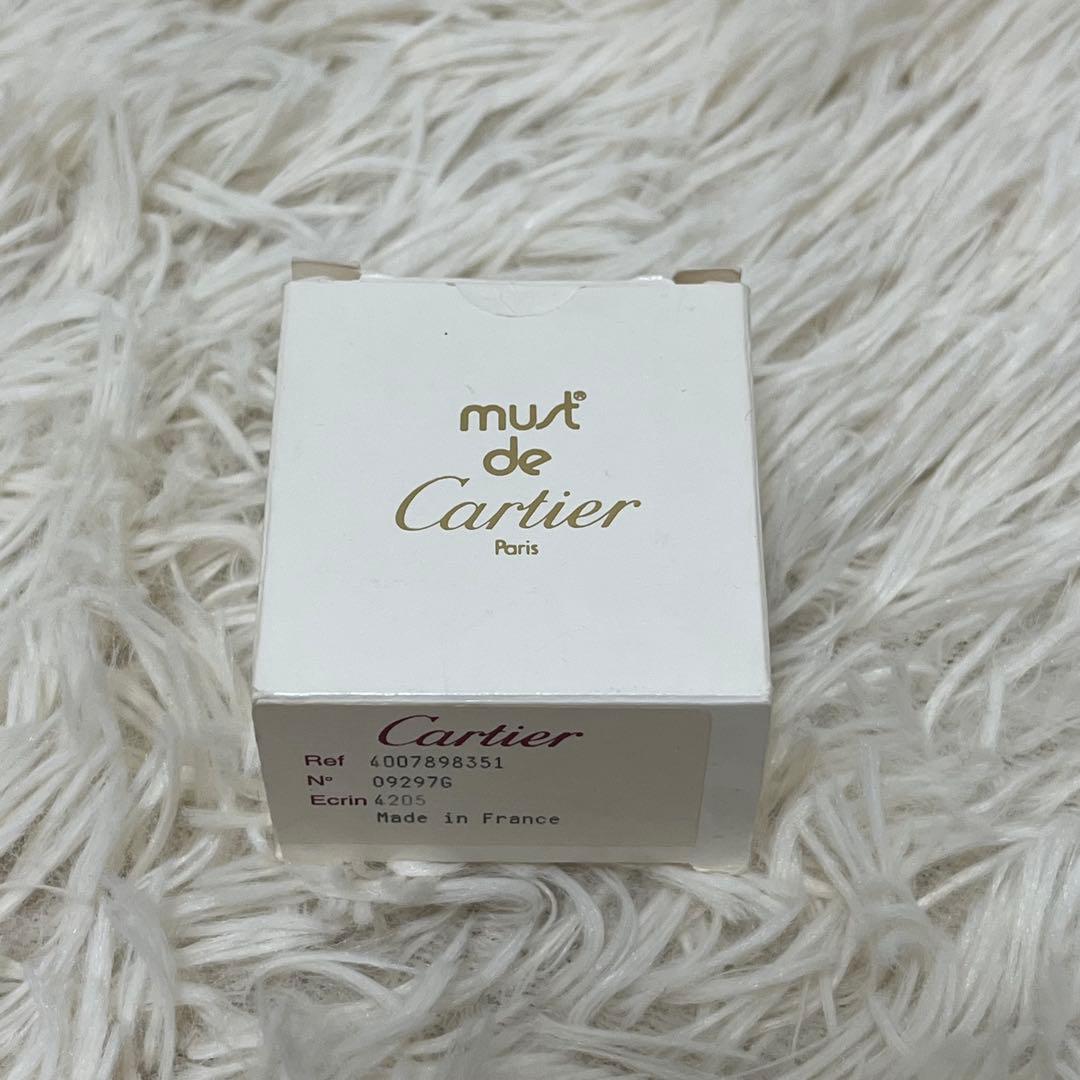 must®
de
Cartier
Paris
Cartier
Ref 4007898351
N° 09297G
Ecrin 4205
Made in France